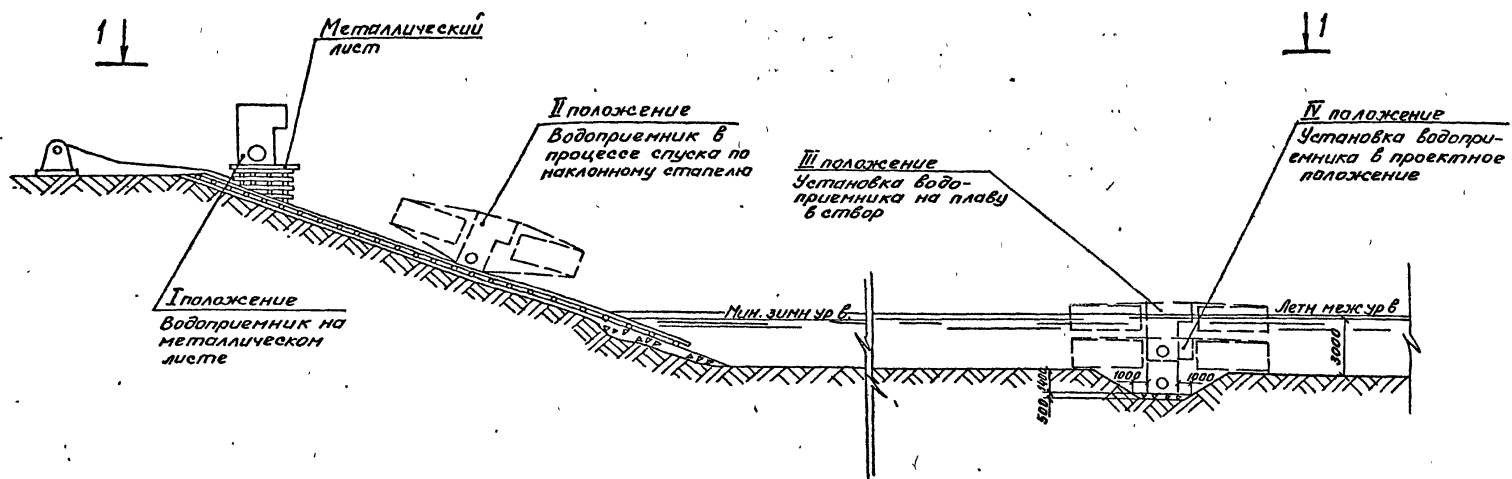 1
Металлический
лист
1
II положение
Водоприемник в
процессе спуска по
наклонному стапелю
III положение
Установка водо-
приемника на плаву
в створ
IV положение
Установка водопри-
емника в проектное
положение
I положение
Водоприемник на
металлическом
листе
Мин. зимн ур в.
Летн меж ур в
3000
1000
1000
500
1400